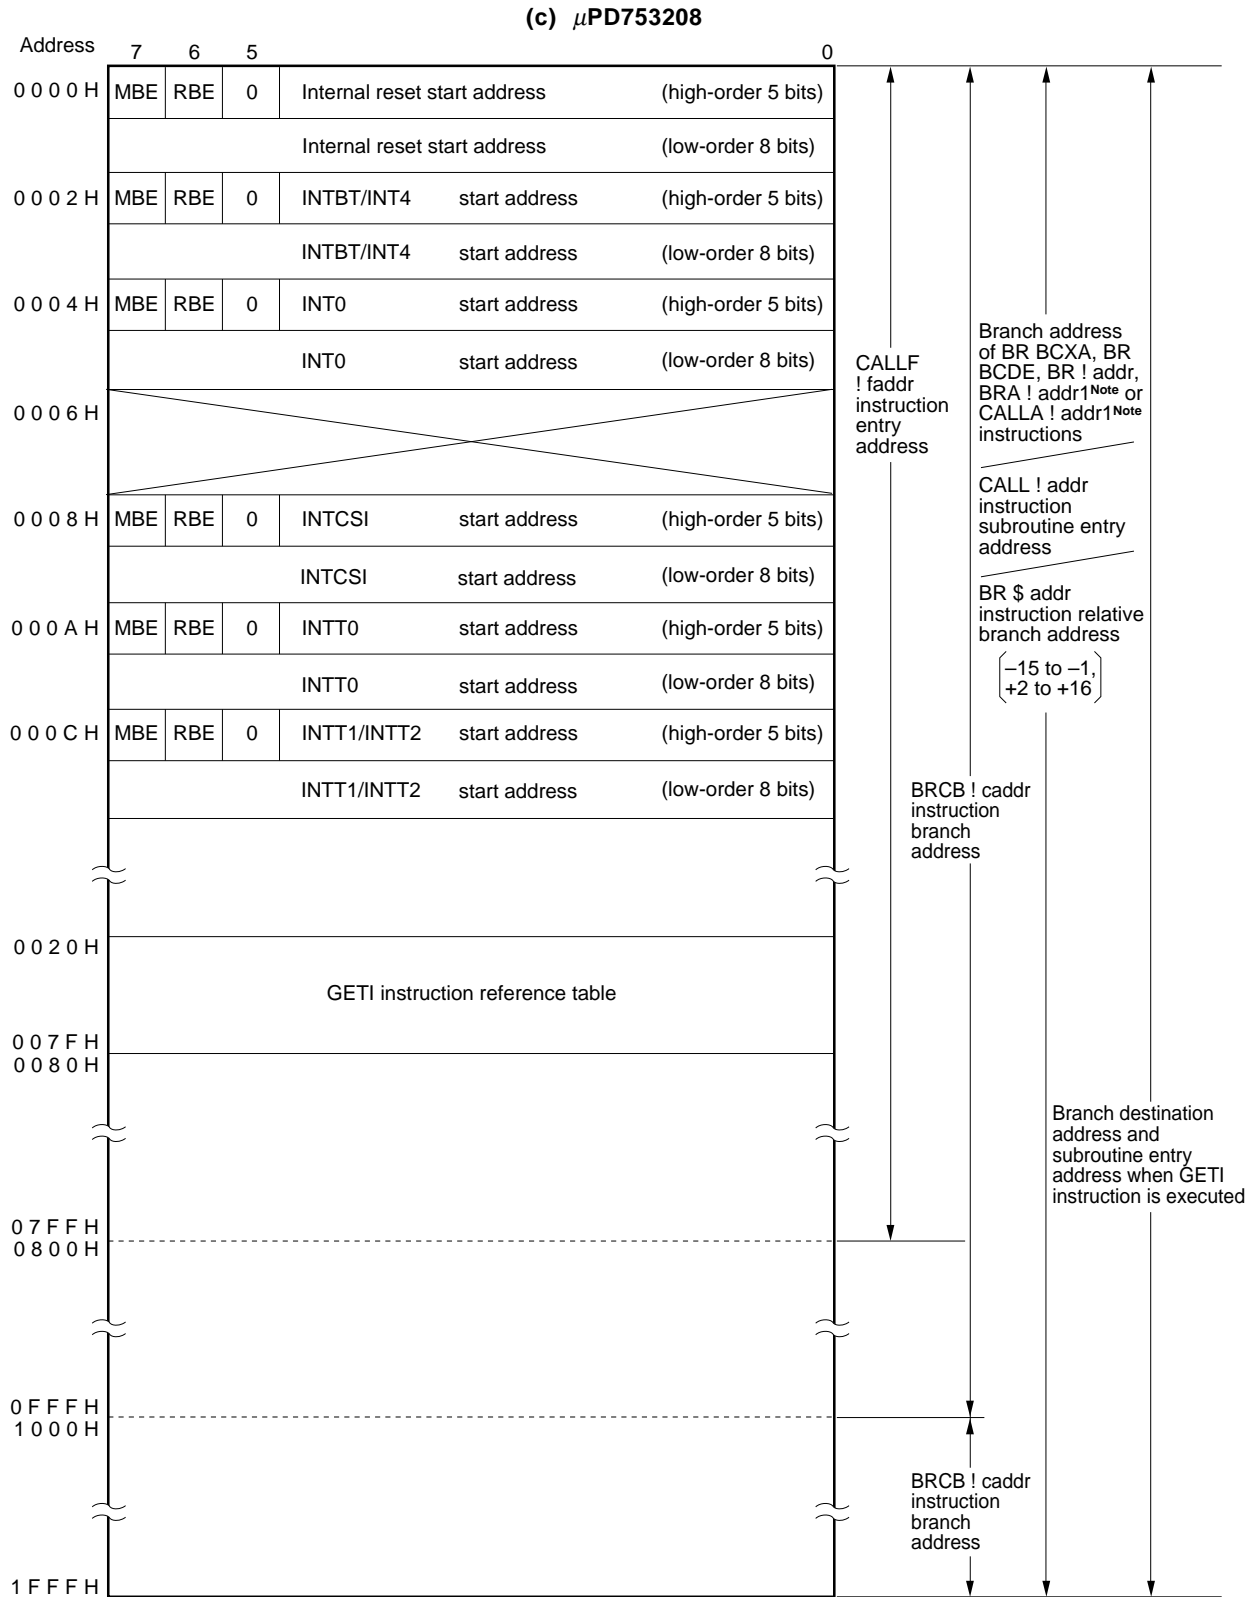 (c) μPD753208
Address 7 6 5 0
0000H MBE RBE 0 Internal reset start address (high-order 5 bits)
Internal reset start address (low-order 8 bits)
0002H MBE RBE 0 INTBT/INT4 start address (high-order 5 bits)
INTBT/INT4 start address (low-order 8 bits)
0004H MBE RBE 0 INT0 start address (high-order 5 bits)
INT0 start address (low-order 8 bits)
0006H
0008H MBE RBE 0 INTCSI start address (high-order 5 bits)
INTCSI start address (low-order 8 bits)
000AH MBE RBE 0 INTT0 start address (high-order 5 bits)
INTT0 start address (low-order 8 bits)
000CH MBE RBE 0 INTT1/INTT2 start address (high-order 5 bits)
INTT1/INTT2 start address (low-order 8 bits)
0020H
GETI instruction reference table
007FH
0080H
07FFH
0800H
0FFFH
1000H
1FFFH
CALLF
! faddr
instruction
entry
address
Branch address
of BR BCXA, BR
BCDE, BR ! addr,
BRA ! addr1Note or
CALLA ! addr1Note
instructions
CALL ! addr
instruction
subroutine entry
address
BR $ addr
instruction relative
branch address
–15 to –1,
+2 to +16
BRCB ! caddr
instruction
branch
address
Branch destination
address and
subroutine entry
address when GETI
instruction is executed
BRCB ! caddr
instruction
branch
address